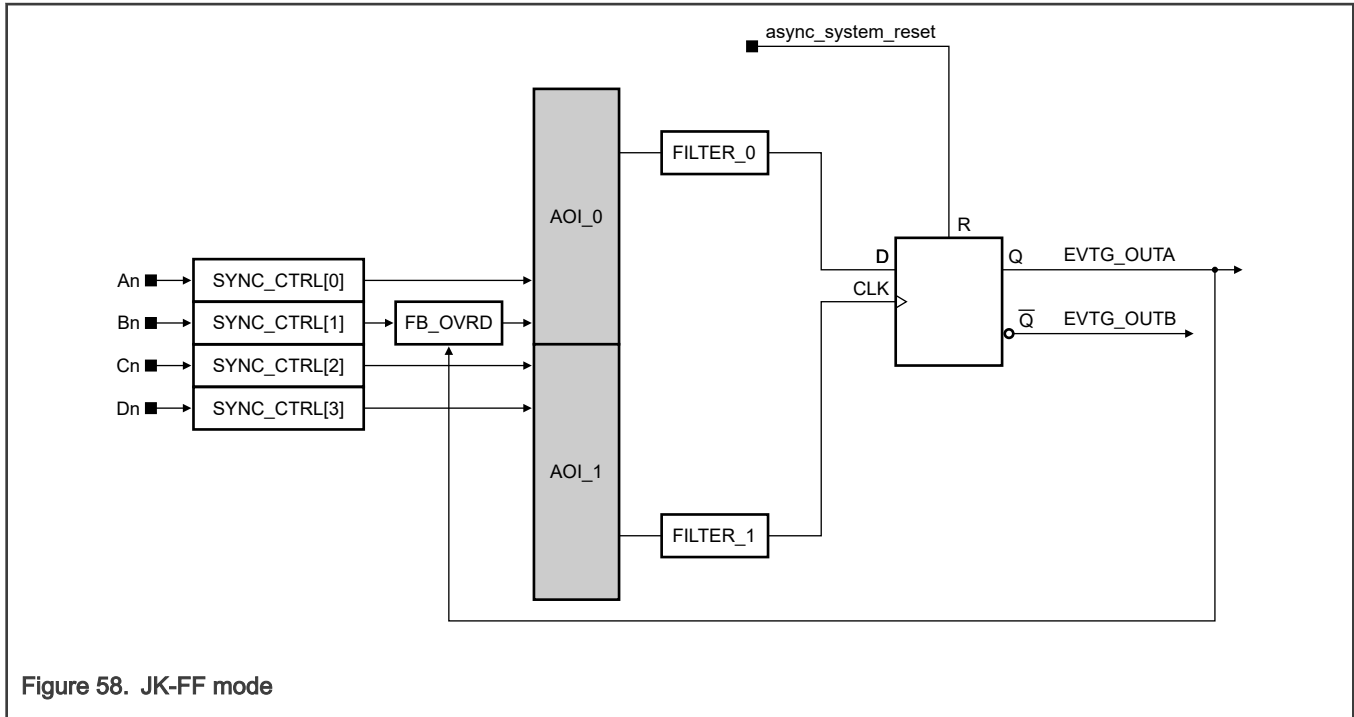 async_system_reset
FILTER_0
AOI_0
R
D
Q
EVTG_OUTA
An
SYNC_CTRL[0]
CLK
Bn
SYNC_CTRL[1]
FB_OVRD
Q̅
EVTG_OUTB
Cn
SYNC_CTRL[2]
Dn
SYNC_CTRL[3]
AOI_1
FILTER_1
Figure 58. JK-FF mode